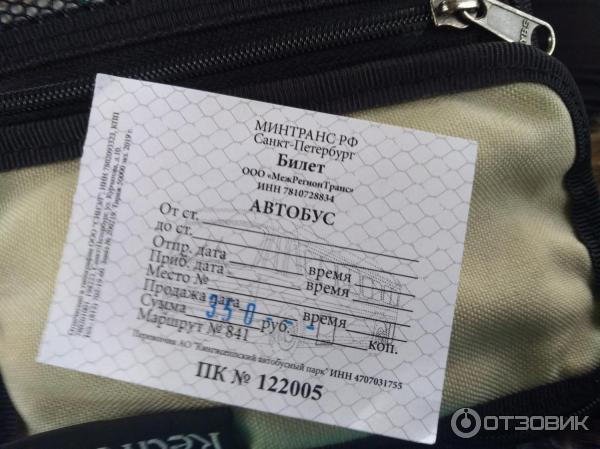 МИНТРАНС РФ
Санкт-Петербург
Билет
ООО «МежРегионТранс»
ИНН 7810728834
АВТОБУС
От ст.
до ст.
Отпр. дата время
Приб. дата время
Место №
Продажа дата время
Сумма 350-- руб. - коп.
Маршрут № 841
Перевозчик АО "Кингисеппский автобусный парк" ИНН 4707031755
ПК № 122005
ОТЗОВИК